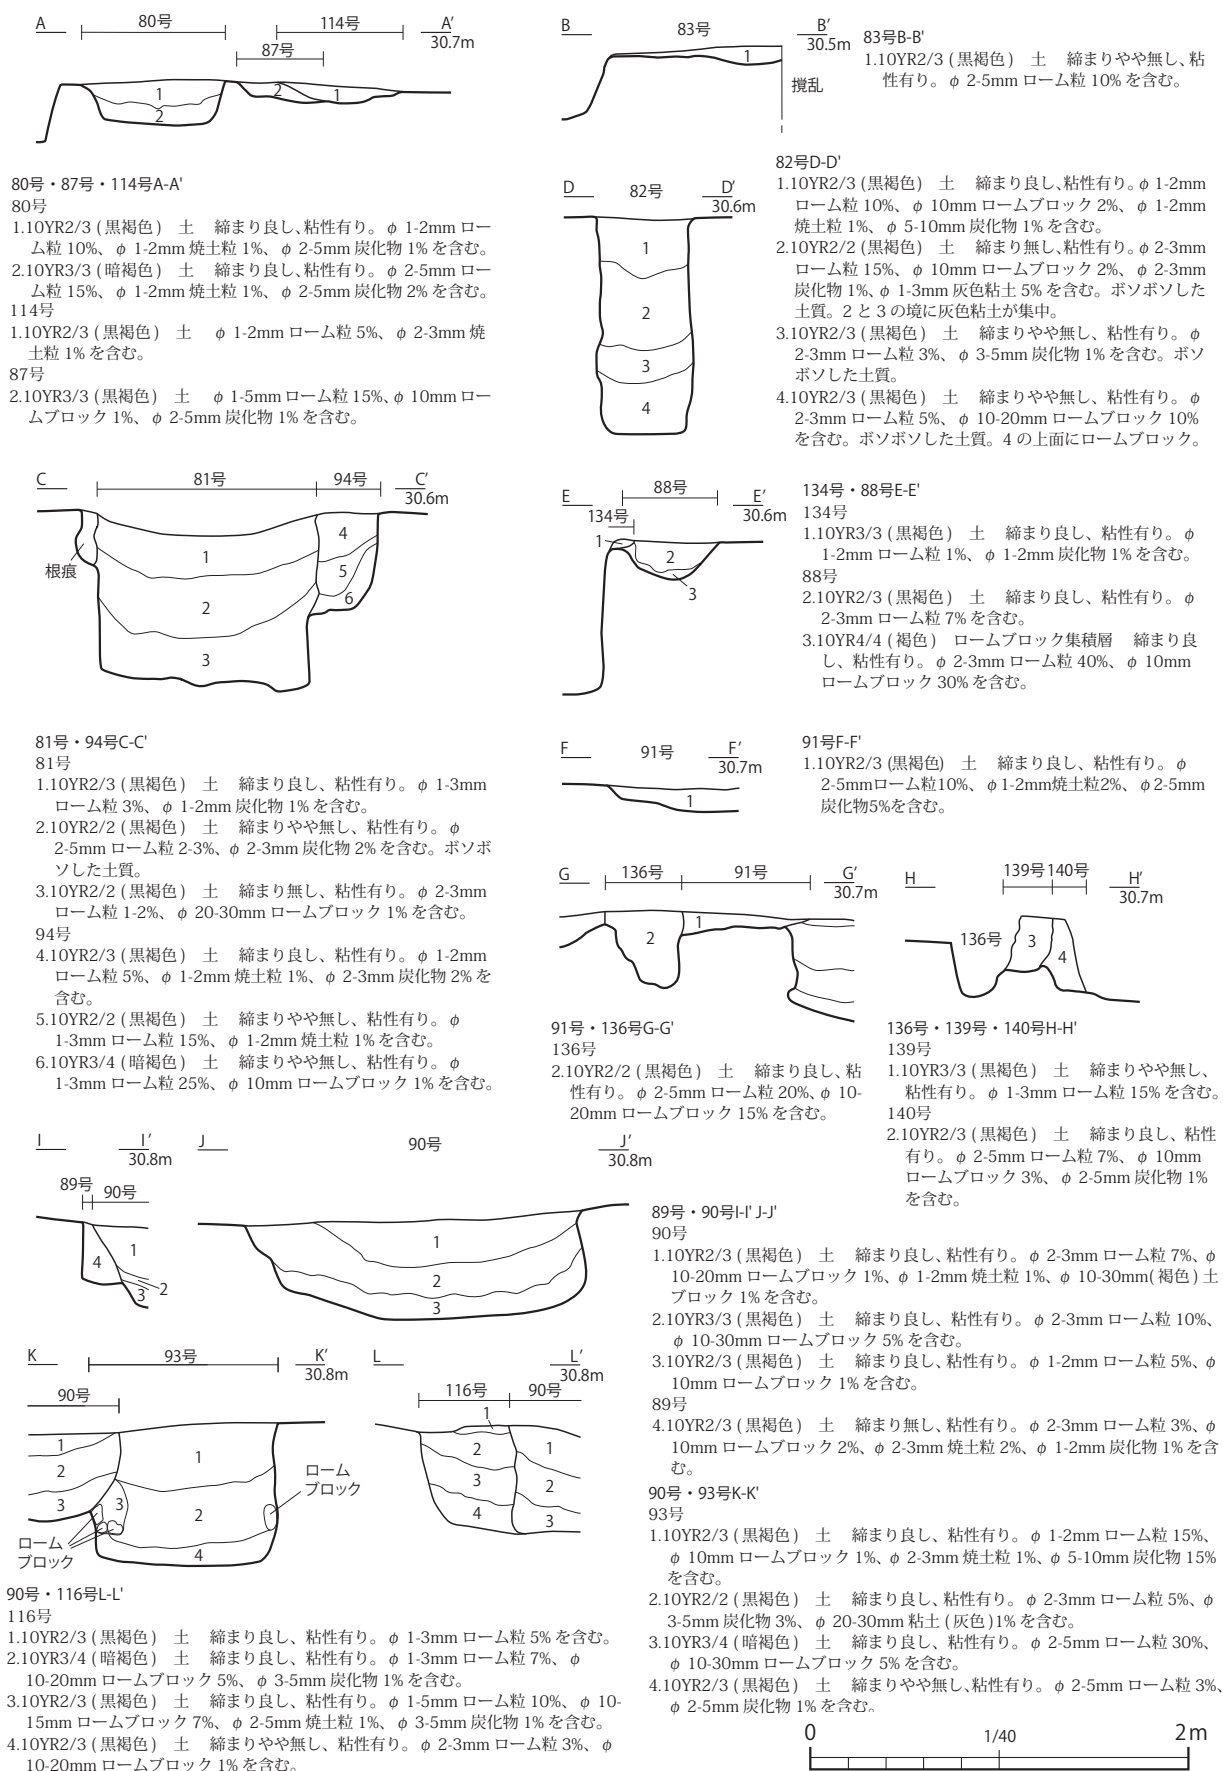 A
80号
114号
A′
30.7m
87号
1
2
2
1
B
83号
B′
30.5m
1
撹乱
83号B-B'
1.10YR2/3 (黒褐色) 土 締まりやや無し、粘
性有り。φ 2-5mm ローム粒 10% を含む。
80号・87号・114号A-A'
80号
1.10YR2/3 (黒褐色) 土 締まり良し、粘性有り。φ 1-2mm ロー
ム粒 10%、φ 1-2mm 焼土粒 1%、φ 2-5mm 炭化物 1% を含む。
2.10YR3/3 (暗褐色) 土 締まり良し、粘性有り。φ 2-5mm ロー
ム粒 15%、φ 1-2mm 焼土粒 1%、φ 2-5mm 炭化物 2% を含む。
114号
1.10YR2/3 (黒褐色) 土 φ 1-2mm ローム粒 5%、φ 2-3mm 焼
土粒 1% を含む。
87号
2.10YR3/3 (黒褐色) 土 φ 1-5mm ローム粒 15%、φ 10mm ロー
ムブロック 1%、φ 2-5mm 炭化物 1% を含む。
D
82号
D′
30.6m
1
2
3
4
82号D-D'
1.10YR2/3 (黒褐色) 土 締まり良し、粘性有り。φ 1-2mm
ローム粒 10%、φ 10mm ロームブロック 2%、φ 1-2mm
焼土粒 1%、φ 5-10mm 炭化物 1% を含む。
2.10YR2/2 (黒褐色) 土 締まり無し、粘性有り。φ 2-3mm
ローム粒 15%、φ 10mm ロームブロック 2%、φ 2-3mm
炭化物 1%、φ 1-3mm 灰色粘土 5% を含む。ボソボソした
土質。2 と 3 の境に灰色粘土が集中。
3.10YR2/3 (黒褐色) 土 締まりやや無し、粘性有り。φ
2-3mm ローム粒 3%、φ 3-5mm 炭化物 1% を含む。ボソ
ボソした土質。
4.10YR2/3 (黒褐色) 土 締まりやや無し、粘性有り。φ
2-3mm ローム粒 5%、φ 10-20mm ロームブロック 10%
を含む。ボソボソした土質。4 の上面にロームブロック。
C
81号
94号
C′
30.6m
根痕
1
2
3
4
5
6
E
88号
E′
30.6m
134号
1
2
3
134号・88号E-E'
134号
1.10YR3/3 (黒褐色) 土 締まり良し、粘性有り。φ
1-2mm ローム粒 1%、φ 1-2mm 炭化物 1% を含む。
88号
2.10YR2/3 (黒褐色) 土 締まり良し、粘性有り。φ
2-3mm ローム粒 7% を含む。
3.10YR4/4 (褐色) ロームブロック集積層 締まり良
し、粘性有り。φ 2-3mm ローム粒 40%、φ 10mm
ロームブロック 30% を含む。
81号・94号C-C'
81号
1.10YR2/3 (黒褐色) 土 締まり良し、粘性有り。φ 1-3mm
ローム粒 3%、φ 1-2mm 炭化物 1% を含む。
2.10YR2/2 (黒褐色) 土 締まりやや無し、粘性有り。φ
2-5mm ローム粒 2-3%、φ 2-3mm 炭化物 2% を含む。ボソボ
ソした土質。
3.10YR2/2 (黒褐色) 土 締まり無し、粘性有り。φ 2-3mm
ローム粒 1-2%、φ 20-30mm ロームブロック 1% を含む。
94号
4.10YR2/3 (黒褐色) 土 締まり良し、粘性有り。φ 1-2mm
ローム粒 5%、φ 1-2mm 焼土粒 1%、φ 2-3mm 炭化物 2% を
含む。
5.10YR2/2 (黒褐色) 土 締まりやや無し、粘性有り。φ
1-3mm ローム粒 15%、φ 1-2mm 焼土粒 1% を含む。
6.10YR3/4 (暗褐色) 土 締まりやや無し、粘性有り。φ
1-3mm ローム粒 25%、φ 10mm ロームブロック 1% を含む。
F
91号
F′
30.7m
1
91号F-F'
1.10YR2/3 (黒褐色) 土 締まり良し、粘性有り。φ
2-5mmローム粒10%、φ1-2mm焼土粒2%、φ2-5mm
炭化物5%を含む。
G
136号
91号
G′
30.7m
2
1
H
139号140号
H′
30.7m
136号
3
4
91号・136号G-G'
136号
2.10YR2/2 (黒褐色) 土 締まり良し、粘
性有り。φ 2-5mm ローム粒 20%、φ 10-
20mm ロームブロック 15% を含む。
136号・139号・140号H-H'
139号
1.10YR3/3 (黒褐色) 土 締まりやや無し、
粘性有り。φ 1-3mm ローム粒 15% を含む。
140号
2.10YR2/3 (黒褐色) 土 締まり良し、粘性
有り。φ 2-5mm ローム粒 7%、φ 10mm
ロームブロック 3%、φ 2-5mm 炭化物 1%
を含む。
I
I′
30.8m
89号
90号
4
1
2
3
J
90号
J′
30.8m
1
2
3
89号・90号I-I' J-J'
90号
1.10YR2/3 (黒褐色) 土 締まり良し、粘性有り。φ 2-3mm ローム粒 7%、φ
10-20mm ロームブロック 1%、φ 1-2mm 焼土粒 1%、φ 10-30mm(褐色) 土
ブロック 1% を含む。
2.10YR3/3 (黒褐色) 土 締まり良し、粘性有り。φ 2-3mm ローム粒 10%、
φ 10-30mm ロームブロック 5% を含む。
3.10YR2/3 (黒褐色) 土 締まり良し、粘性有り。φ 1-2mm ローム粒 5%、φ
10mm ロームブロック 1% を含む。
89号
4.10YR2/3 (黒褐色) 土 締まり無し、粘性有り。φ 2-3mm ローム粒 3%、φ
10mm ロームブロック 2%、φ 2-3mm 焼土粒 2%、φ 1-2mm 炭化物 1% を含
む。
K
93号
K′
30.8m
90号
1
2
3
3
1
2
4
ローム
ブロック
ローム
ブロック
L
L′
30.8m
116号
90号
1
2
3
4
1
2
3
90号・93号K-K'
93号
1.10YR2/3 (黒褐色) 土 締まり良し、粘性有り。φ 1-2mm ローム粒 15%、
φ 10mm ロームブロック 1%、φ 2-3mm 焼土粒 1%、φ 5-10mm 炭化物 15%
を含む。
2.10YR2/2 (黒褐色) 土 締まり良し、粘性有り。φ 2-3mm ローム粒 5%、φ
3-5mm 炭化物 3%、φ 20-30mm 粘土 (灰色)1% を含む。
3.10YR3/4 (暗褐色) 土 締まり良し、粘性有り。φ 2-5mm ローム粒 30%、
φ 10-30mm ロームブロック 5% を含む。
4.10YR2/3 (黒褐色) 土 締まりやや無し、粘性有り。φ 2-5mm ローム粒 3%、
φ 2-5mm 炭化物 1% を含む。
90号・116号L-L'
116号
1.10YR2/3 (黒褐色) 土 締まり良し、粘性有り。φ 1-3mm ローム粒 5% を含む。
2.10YR3/4 (暗褐色) 土 締まり良し、粘性有り。φ 1-3mm ローム粒 7%、φ
10-20mm ロームブロック 5%、φ 3-5mm 炭化物 1% を含む。
3.10YR2/3 (黒褐色) 土 締まり良し、粘性有り。φ 1-5mm ローム粒 10%、φ 10-
15mm ロームブロック 7%、φ 2-5mm 焼土粒 1%、φ 3-5mm 炭化物 1% を含む。
4.10YR2/3 (黒褐色) 土 締まりやや無し、粘性有り。φ 2-3mm ローム粒 3%、φ
10-20mm ロームブロック 1% を含む。
0
1/40
2m